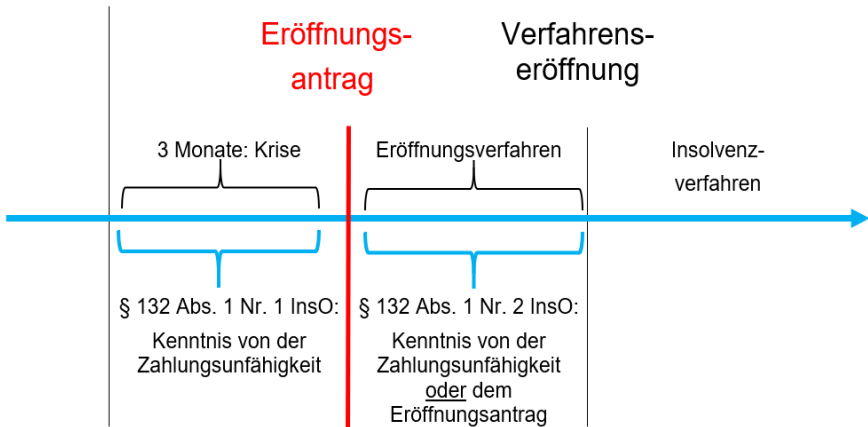 Eröffnungs-
antrag
Verfahrens-
eröffnung
3 Monate: Krise
Eröffnungsverfahren
Insolvenz-
verfahren
§ 132 Abs. 1 Nr. 1 InsO:
Kenntnis von der
Zahlungsunfähigkeit
§ 132 Abs. 1 Nr. 2 InsO:
Kenntnis von der
Zahlungsunfähigkeit
oder dem
Eröffnungsantrag